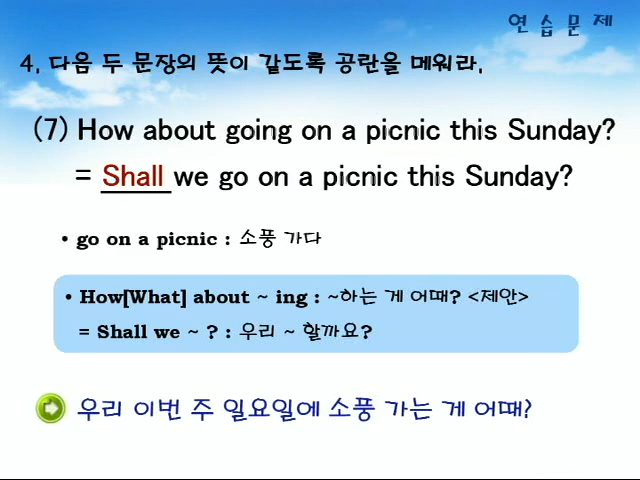 연 습 문 제
4. 다음 두 문장의 뜻이 같도록 공란을 메워라.
(7) How about going on a picnic this Sunday?
= Shall we go on a picnic this Sunday?
• go on a picnic : 소풍 가다
• How[What] about ~ ing : ~하는 게 어때? <제안>
= Shall we ~ ? : 우리 ~ 할까요?
우리 이번 주 일요일에 소풍 가는 게 어때?